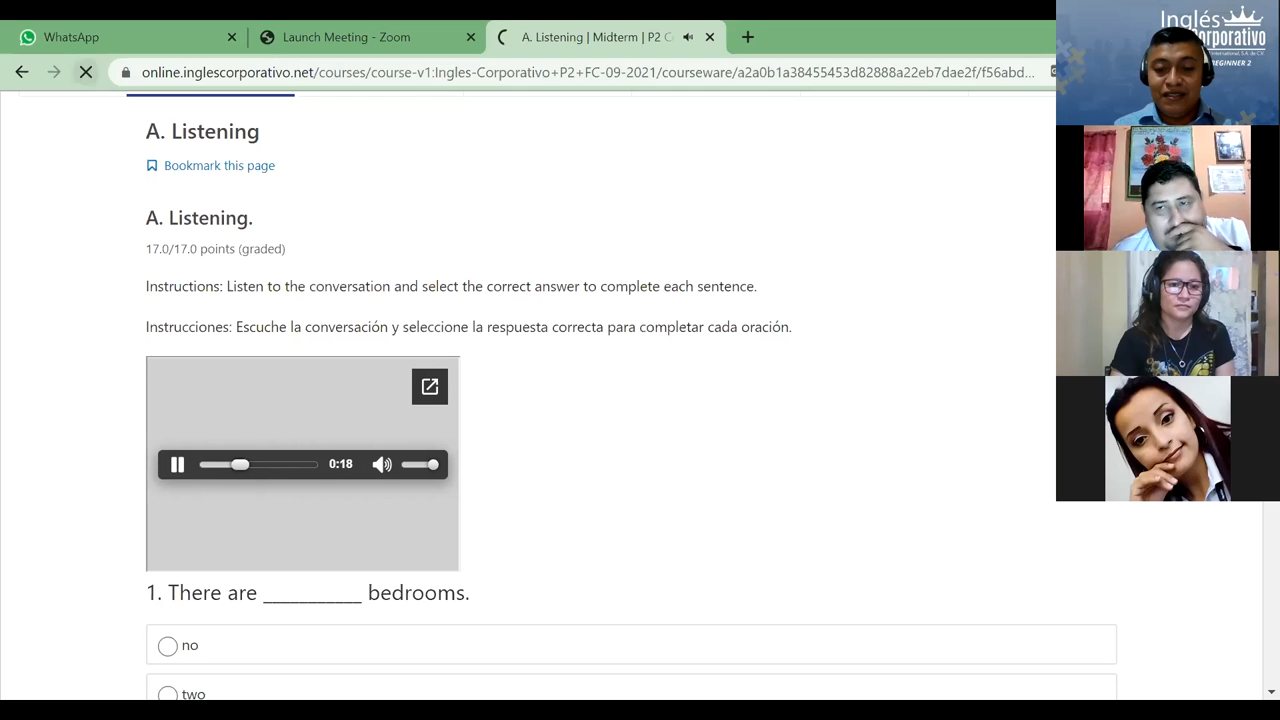 WhatsApp
Launch Meeting - Zoom
A. Listening | Midterm | P2 C
online.inglescorporativo.net/courses/course-v1:Ingles-Corporativo+P2+FC-09-2021/courseware/a2a0b1a38455453d82888a22eb7dae2f/f56abd...
Inglés
Corporativo
International, S.A. de C.V.
BEGINNER 2
A. Listening
Bookmark this page
A. Listening.
17.0/17.0 points (graded)
Instructions: Listen to the conversation and select the correct answer to complete each sentence.
Instrucciones: Escuche la conversación y seleccione la respuesta correcta para completar cada oración.
0:18
1. There are ___________ bedrooms.
no
two